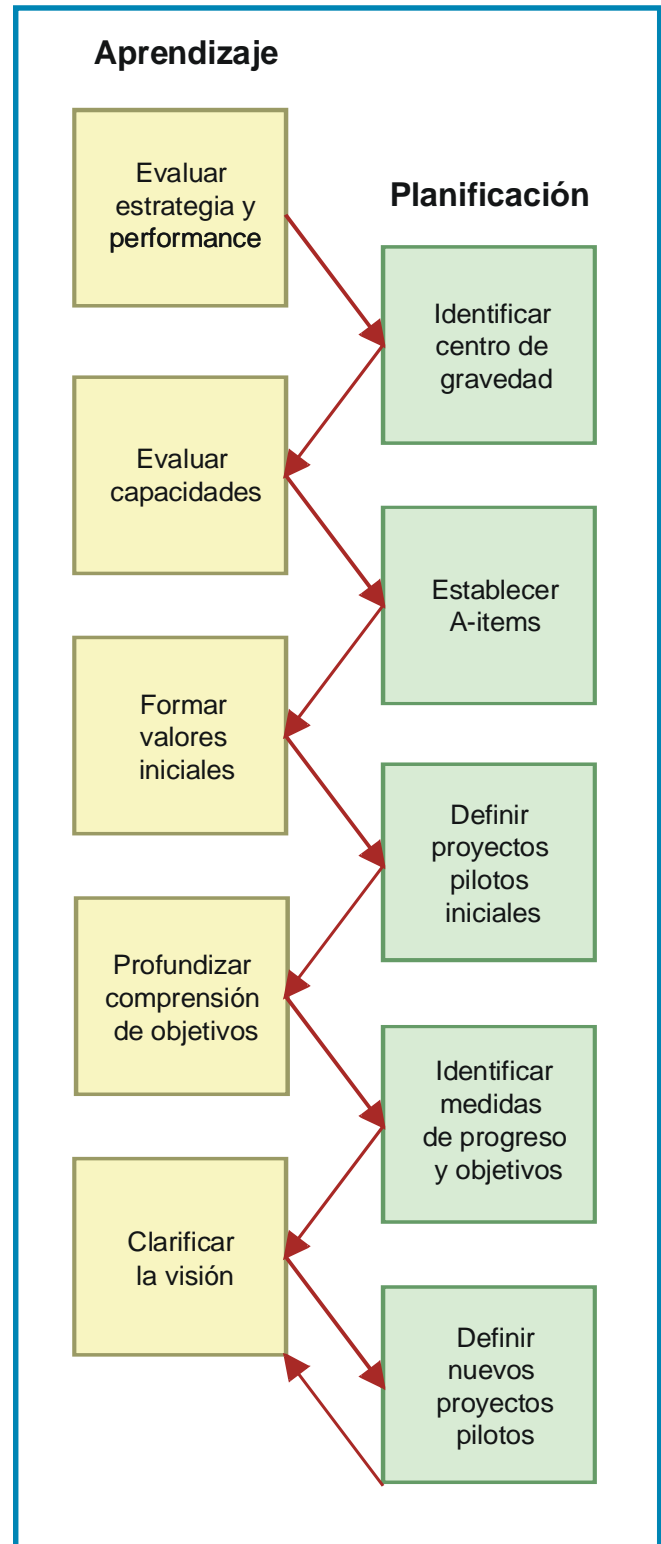 Aprendizaje
Evaluar
estrategia y
performance
Planificación
Identificar
centro de
gravedad
Evaluar
capacidades
Establecer
A-items
Formar
valores
iniciales
Definir
proyectos
pilotos
iniciales
Profundizar
comprensión
de objetivos
Identificar
medidas
de progreso
y objetivos
Clarificar
la visión
Definir
nuevos
proyectos
pilotos